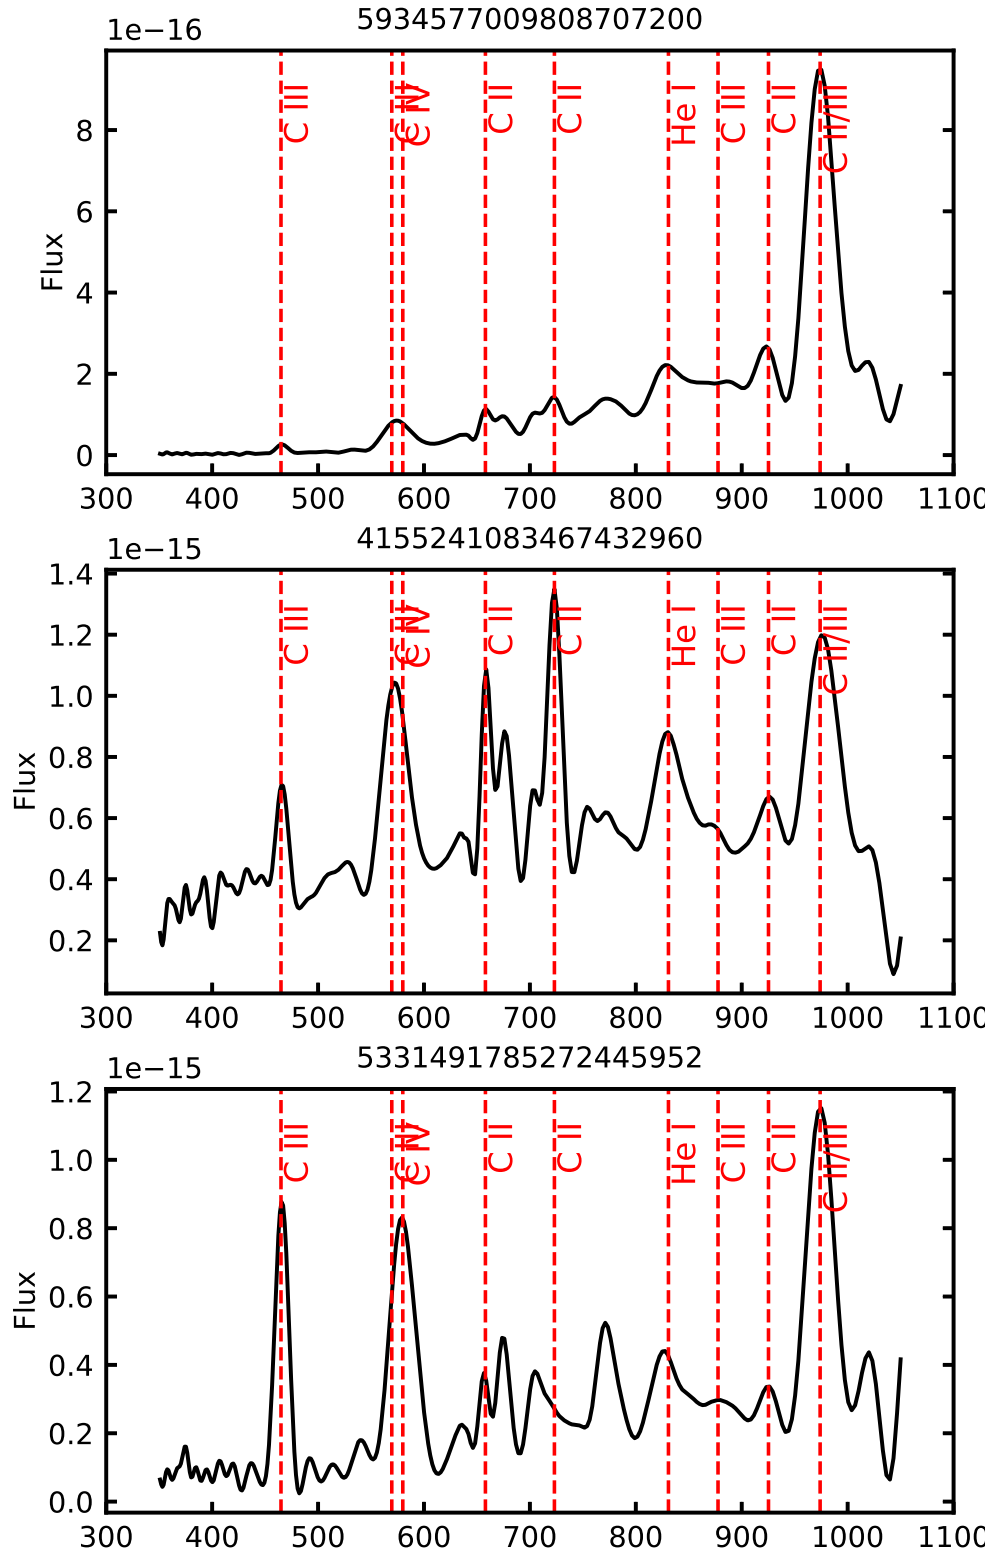 5934577009808707200
1e−16
C III
C III
C IV
C II
C II
He I
C III
C II
C II/III
Flux
8
6
4
2
0
300 400 500 600 700 800 900 1000 1100
4155241083467432960
1e−15
C III
C III
C IV
C II
C II
He I
C III
C II
C II/III
Flux
1.4
1.2
1.0
0.8
0.6
0.4
0.2
300 400 500 600 700 800 900 1000 1100
5331491785272445952
1e−15
C III
C III
C IV
C II
C II
He I
C III
C II
C II/III
Flux
1.2
1.0
0.8
0.6
0.4
0.2
0.0
300 400 500 600 700 800 900 1000 1100